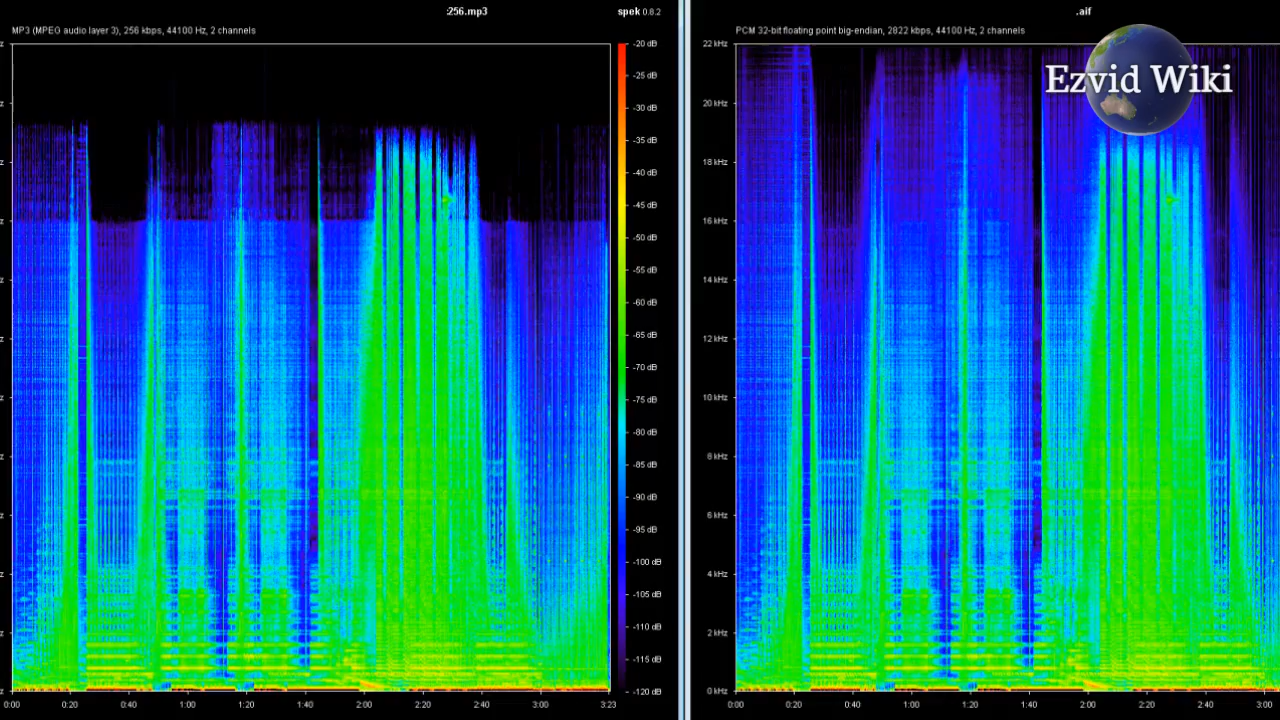 :256.mp3
spek 0.8.2
MP3 (MPEG audio layer 3), 256 kbps, 44100 Hz, 2 channels
z
z
z
z
z
z
z
z
z
z
z
z
-20 dB
-25 dB
-30 dB
-35 dB
-40 dB
-45 dB
-50 dB
-55 dB
-60 dB
-65 dB
-70 dB
-75 dB
-80 dB
-85 dB
-90 dB
-95 dB
-100 dB
-105 dB
-110 dB
-115 dB
-120 dB
0:00 0:20 0:40 1:00 1:20 1:40 2:00 2:20 2:40 3:00 3:23
.aif
PCM 32-bit floating point big-endian, 2822 kbps, 44100 Hz, 2 channels
Ezvid Wiki
22 kHz
20 kHz
18 kHz
16 kHz
14 kHz
12 kHz
10 kHz
8 kHz
6 kHz
4 kHz
2 kHz
0 kHz
0:00 0:20 0:40 1:00 1:20 1:40 2:00 2:20 2:40 3:00